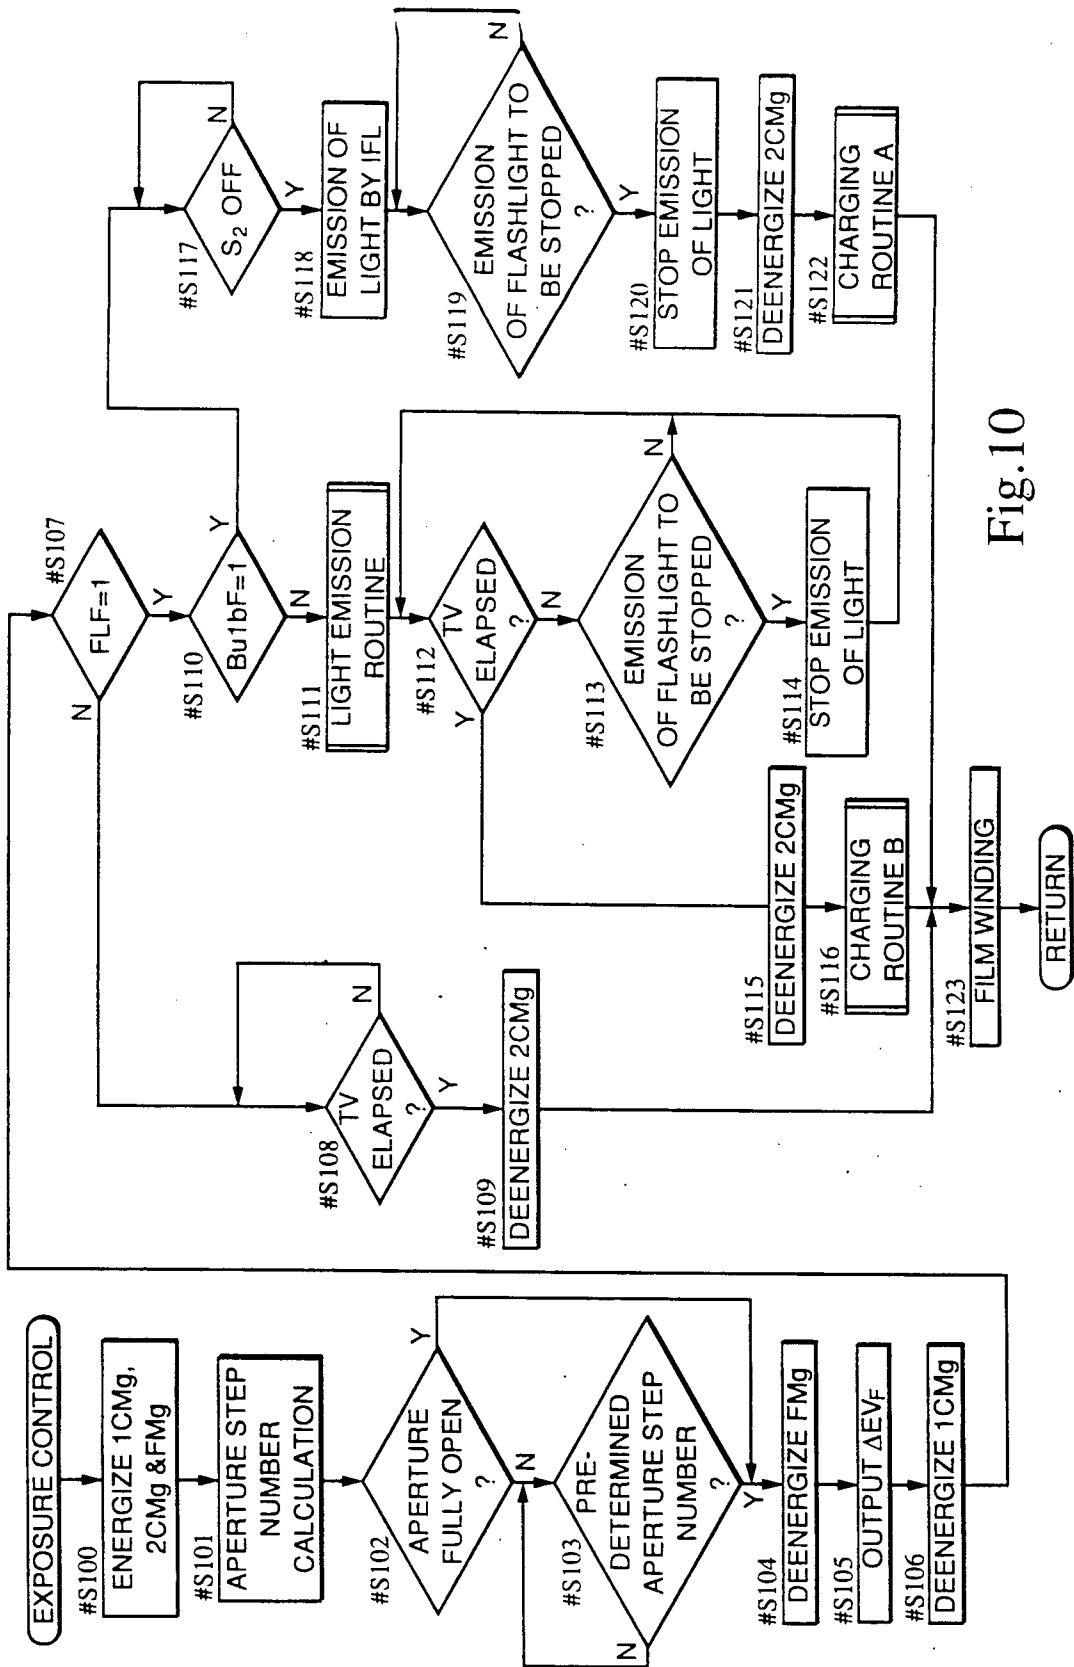 EXPOSURE CONTROL
#S100
ENERGIZE 1CMg,
2CMg &FMg
#S101
APERTURE STEP
NUMBER
CALCULATION
#S102
APERTURE
FULLY OPEN
?
Y
N
#S103
PRE-
DETERMINED
APERTURE STEP
NUMBER
?
N
Y
#S104
DEENERGIZE FMg
#S105
OUTPUT ΔEVF
#S106
DEENERGIZE 1CMg
#S107
FLF=1
N
Y
#S108
TV
ELAPSED
?
N
Y
#S109
DEENERGIZE 2CMg
#S110
Bu1bF=1
Y
N
#S111
LIGHT EMISSION
ROUTINE
#S112
TV
ELAPSED
?
Y
N
#S113
EMISSION
OF FLASHLIGHT TO
BE STOPPED
?
N
Y
#S114
STOP EMISSION
OF LIGHT
#S115
DEENERGIZE 2CMg
#S116
CHARGING
ROUTINE B
#S117
S2 OFF
N
Y
#S118
EMISSION OF
LIGHT BY IFL
#S119
EMISSION
OF FLASHLIGHT TO
BE STOPPED
?
N
Y
#S120
STOP EMISSION
OF LIGHT
#S121
DEENERGIZE 2CMg
#S122
CHARGING
ROUTINE A
#S123
FILM WINDING
RETURN
Fig.10